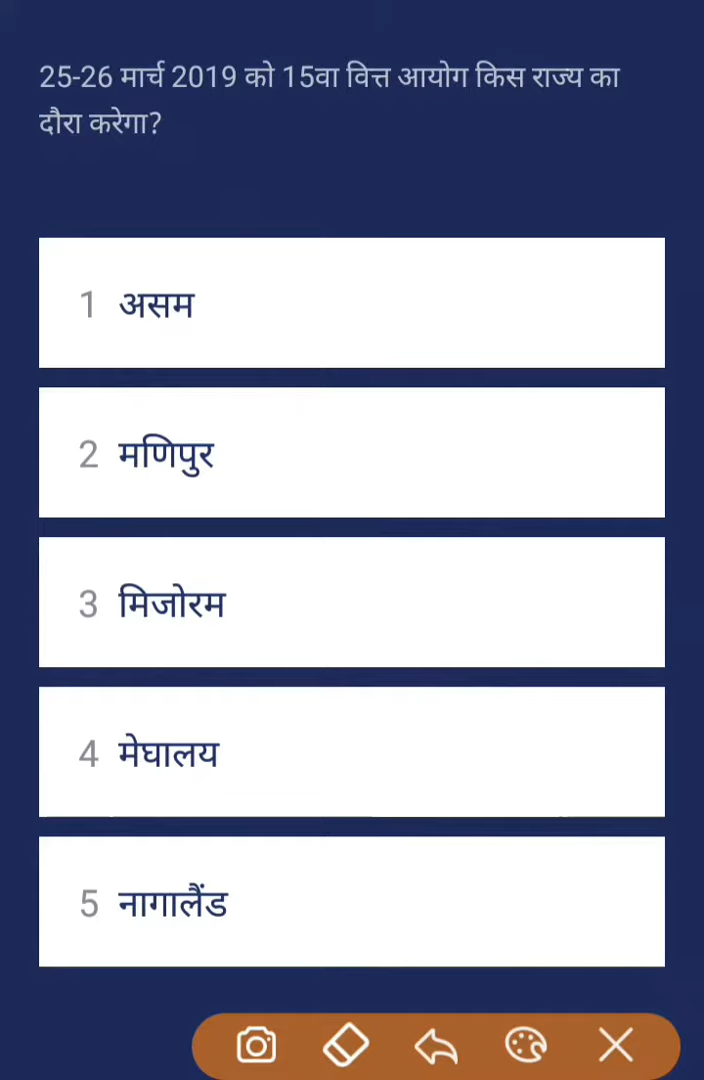 25-26 मार्च 2019 को 15वा वित्त आयोग किस राज्य का
दौरा करेगा?
1 असम
2 मणिपुर
3 मिजोरम
4 मेघालय
5 नागालैंड